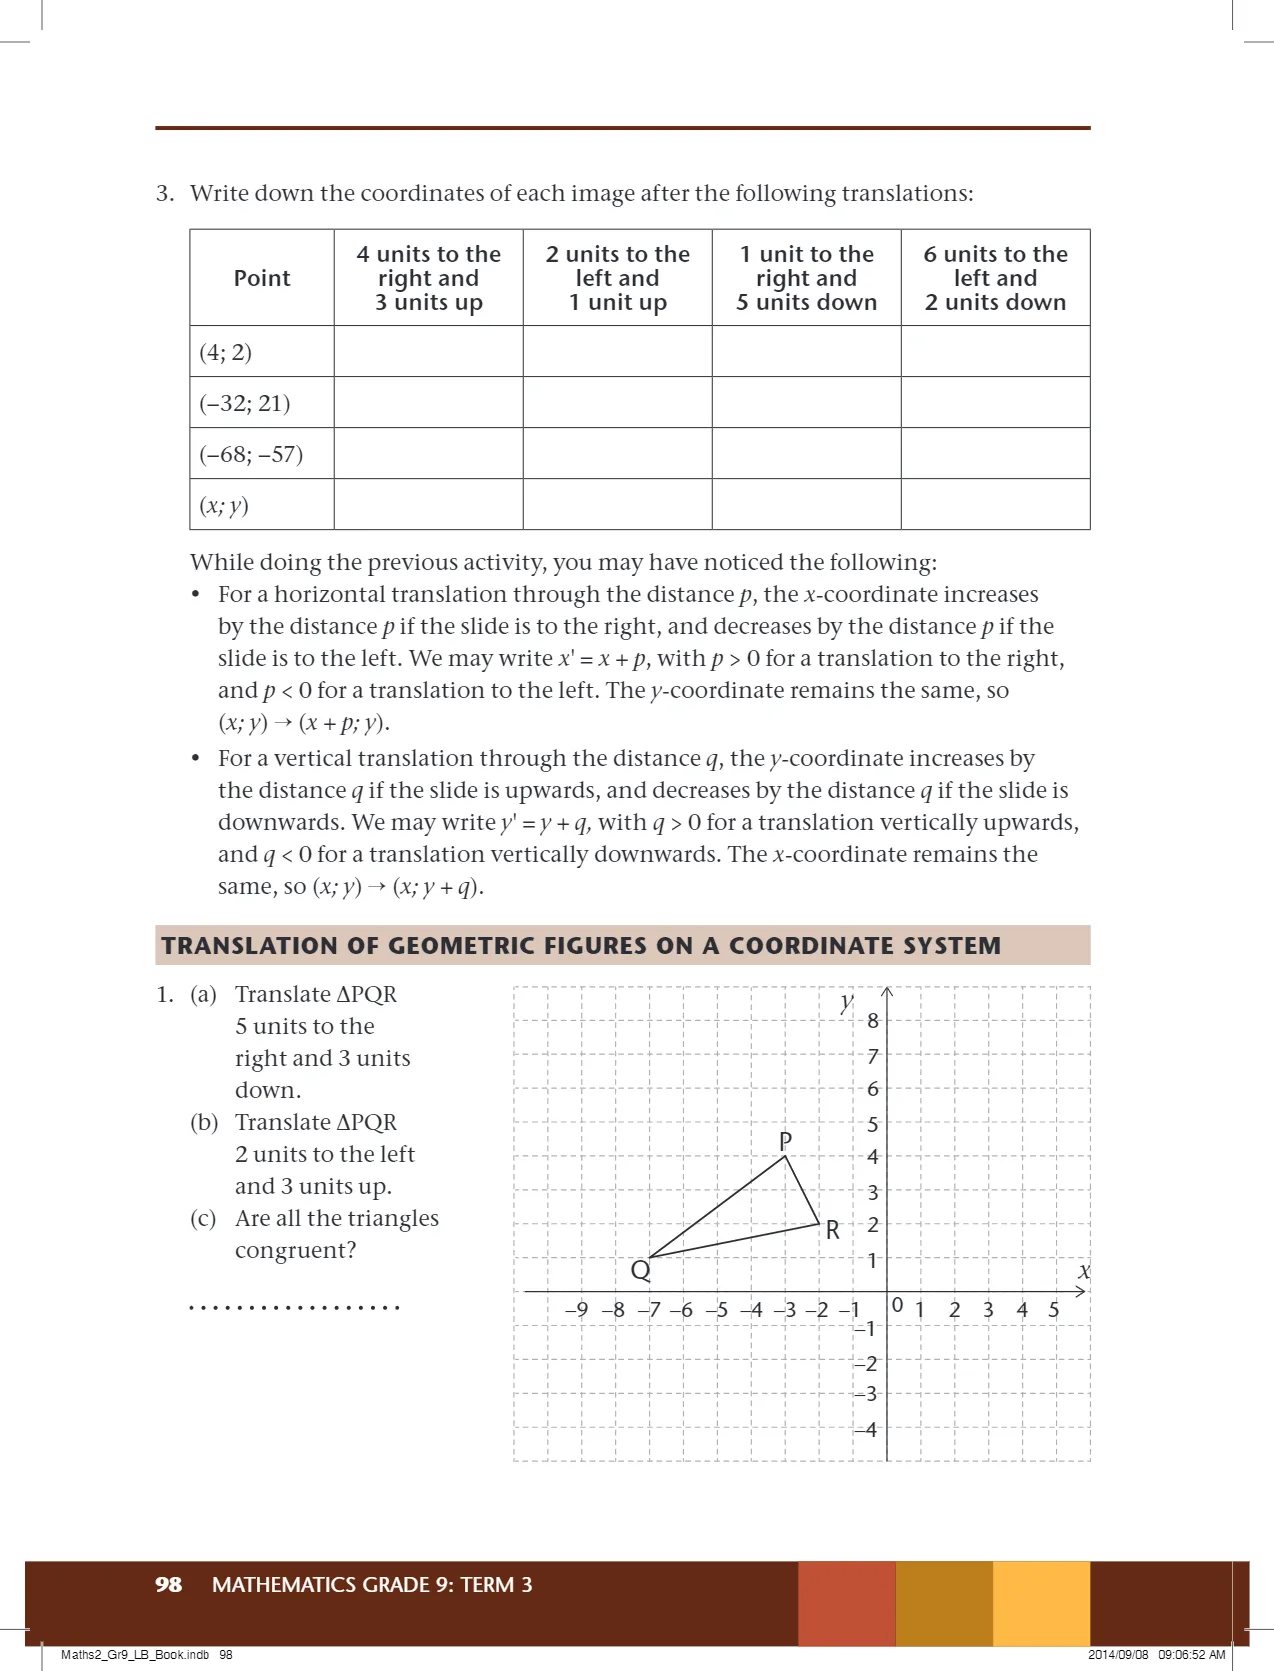 3. Write down the coordinates of each image after the following translations:
Point
4 units to the
right and
3 units up
2 units to the
left and
1 unit up
1 unit to the
right and
5 units down
6 units to the
left and
2 units down
(4; 2)
(–32; 21)
(–68; –57)
(x; y)
While doing the previous activity, you may have noticed the following:
• For a horizontal translation through the distance p, the x-coordinate increases
by the distance p if the slide is to the right, and decreases by the distance p if the
slide is to the left. We may write x' = x + p, with p > 0 for a translation to the right,
and p < 0 for a translation to the left. The y-coordinate remains the same, so
(x; y) → (x + p; y).
• For a vertical translation through the distance q, the y-coordinate increases by
the distance q if the slide is upwards, and decreases by the distance q if the slide is
downwards. We may write y' = y + q, with q > 0 for a translation vertically upwards,
and q < 0 for a translation vertically downwards. The x-coordinate remains the
same, so (x; y) → (x; y + q).
TRANSLATION OF GEOMETRIC FIGURES ON A COORDINATE SYSTEM
1. (a) Translate ΔPQR
5 units to the
right and 3 units
down.
(b) Translate ΔPQR
2 units to the left
and 3 units up.
(c) Are all the triangles
congruent?
..................
y
8
7
6
5
P
4
3
R 2
1
Q
x
–9 –8 –7 –6 –5 –4 –3 –2 –1 0 1 2 3 4 5
–1
–2
–3
–4
98 MATHEMATICS GRADE 9: TERM 3
Maths2_Gr9_LB_Book.indb 98
2014/09/08 09:06:52 AM